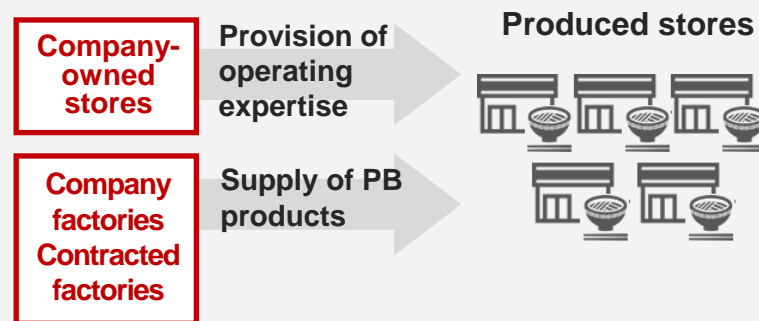 Company-
owned
stores
Provision of
operating
expertise
Produced stores
Company
factories
Contracted
factories
Supply of PB
products